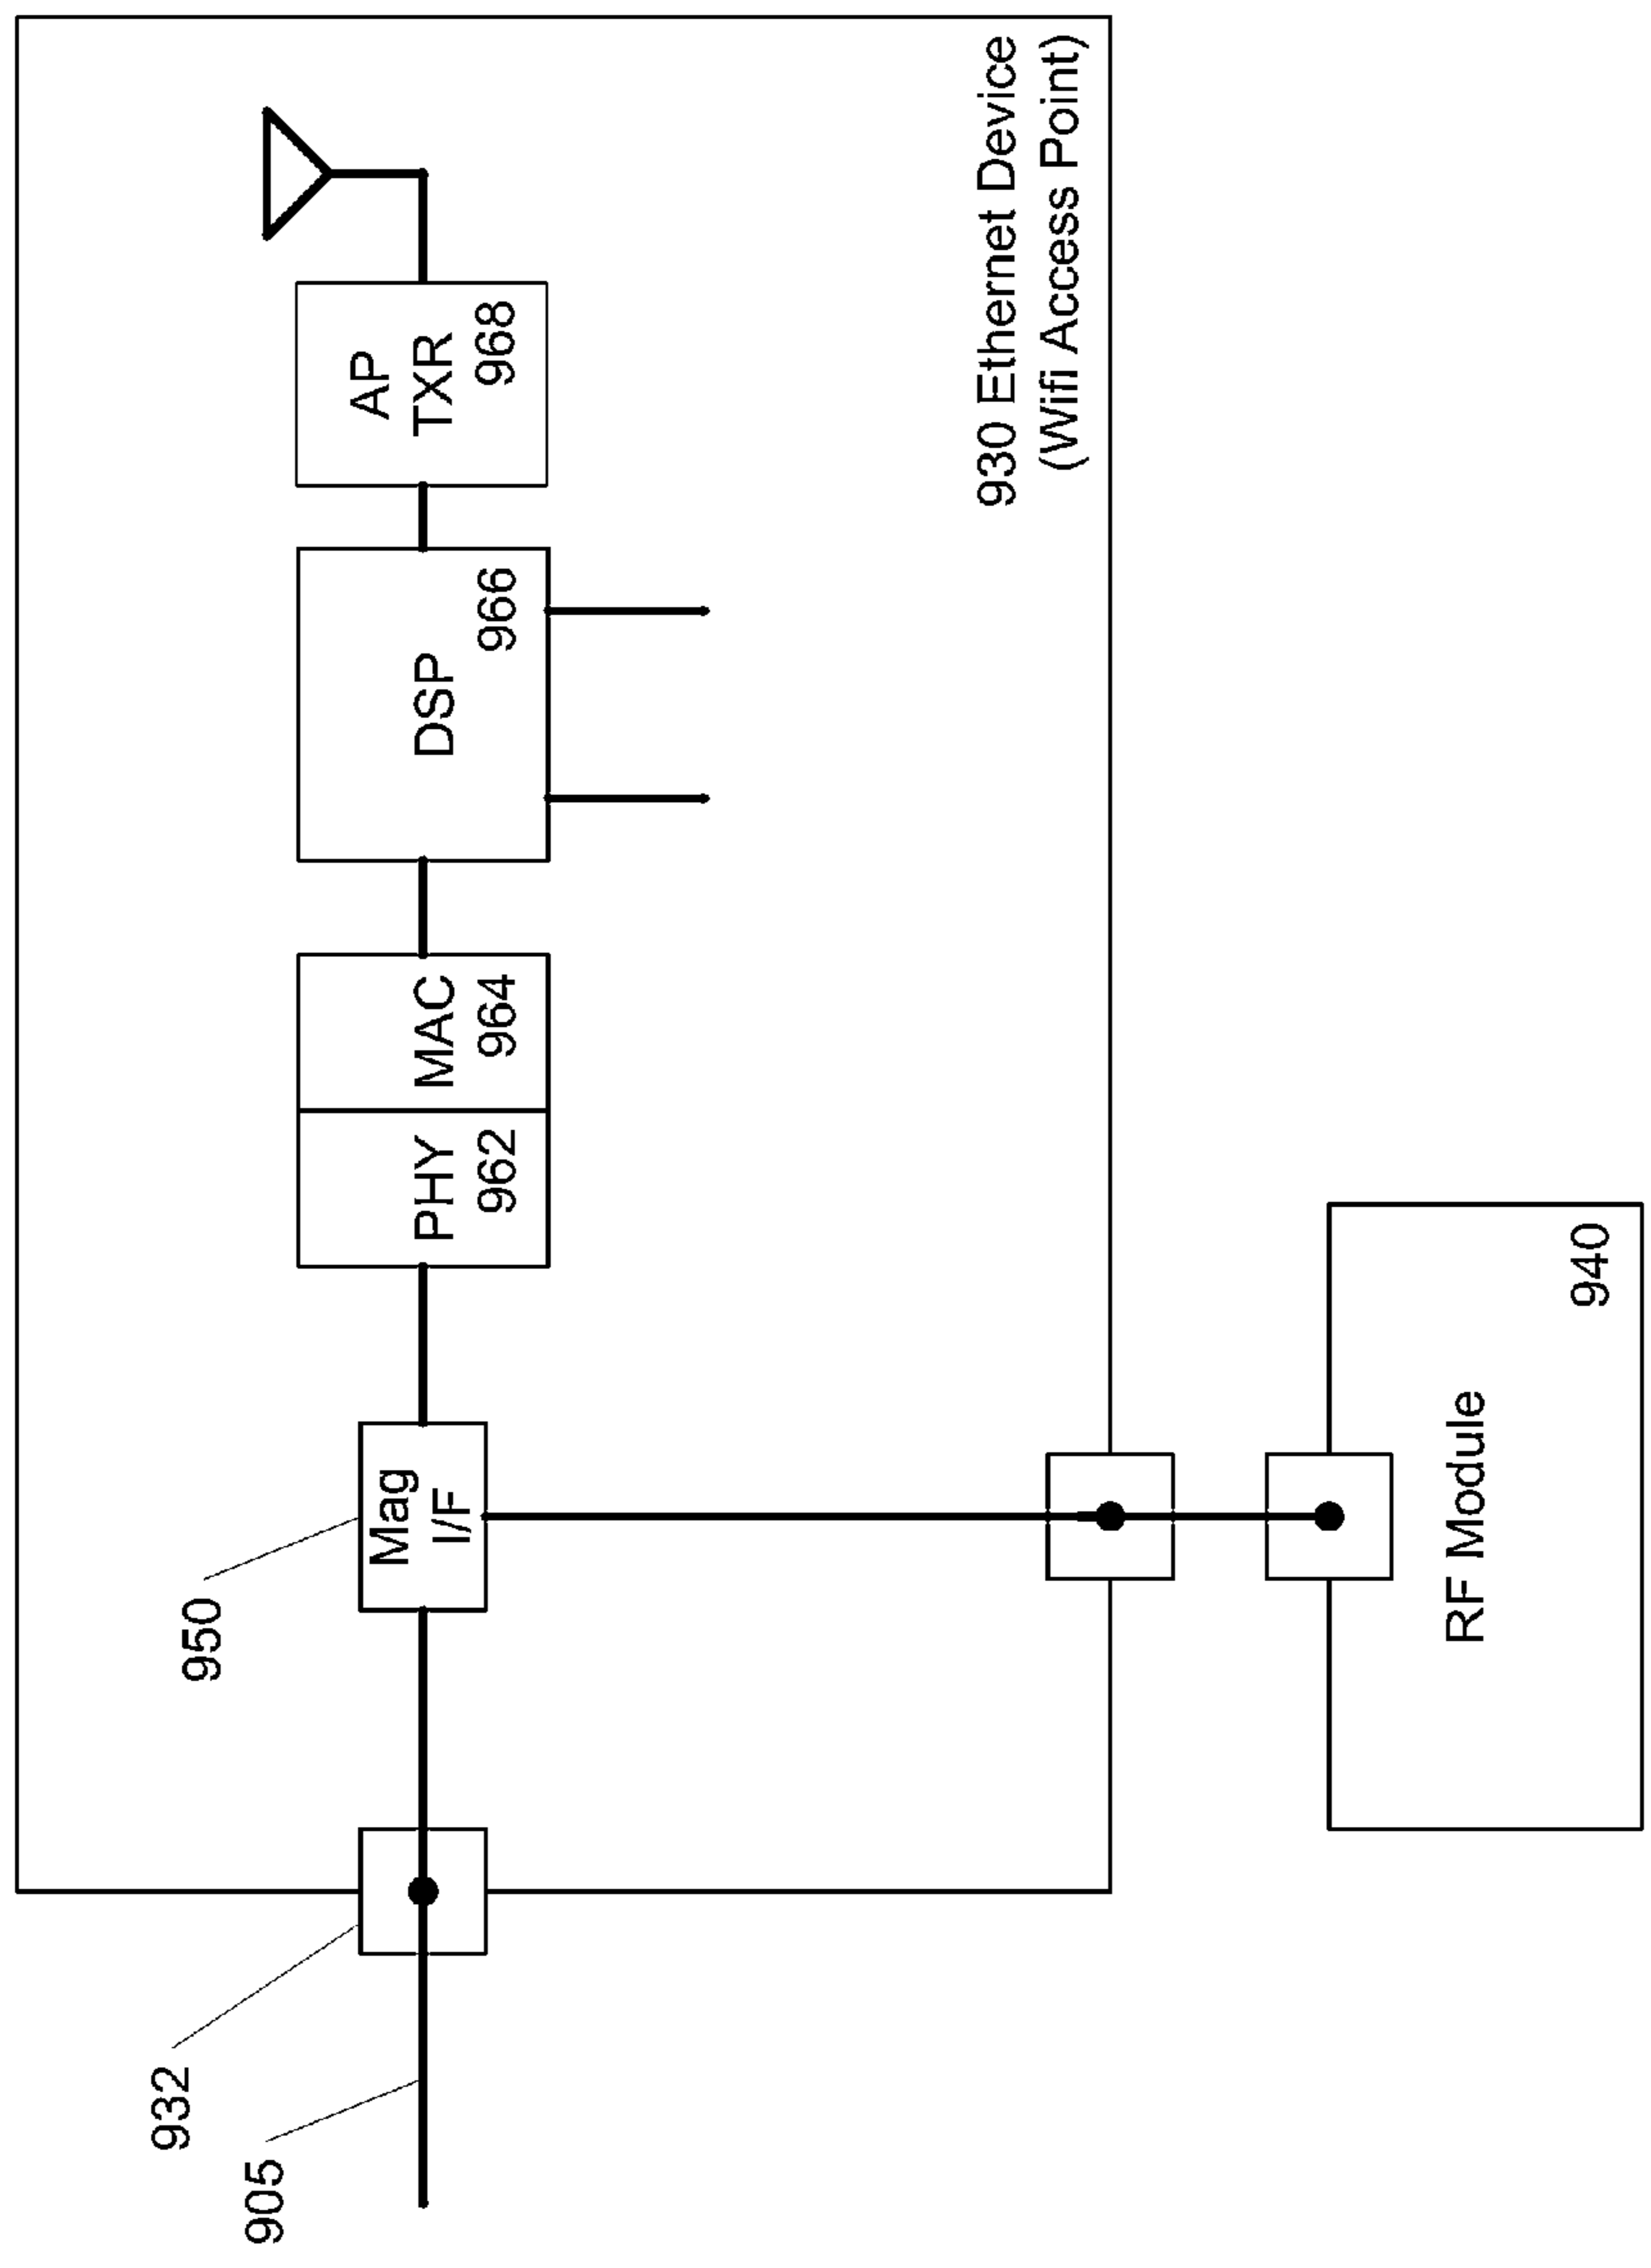 932
905
950
Mag
I/F
PHY
962
MAC
964
DSP
966
AP
TXR
968
930 Ethernet Device
(Wifi Access Point)
RF Module
940